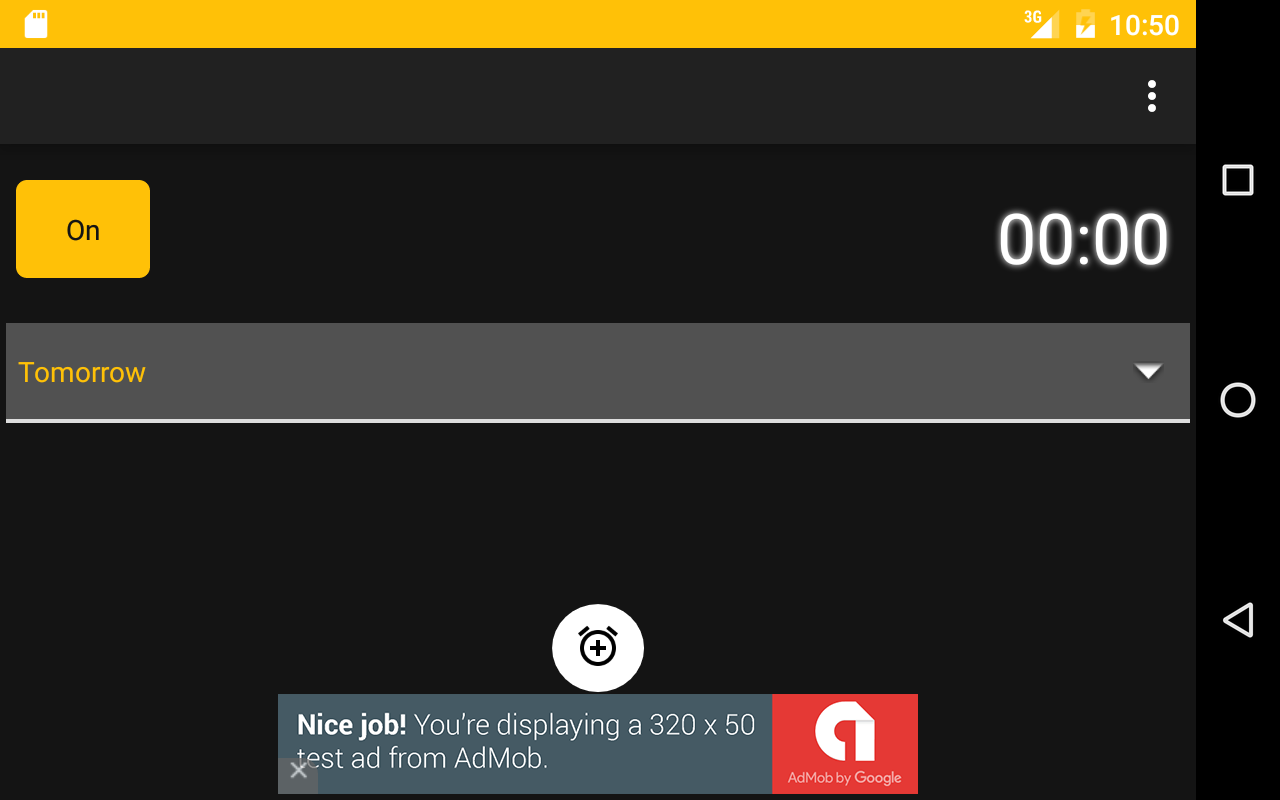 3G 10:50
On
00:00
Tomorrow
Nice job! You're displaying a 320 x 50
test ad from AdMob.
AdMob by Google